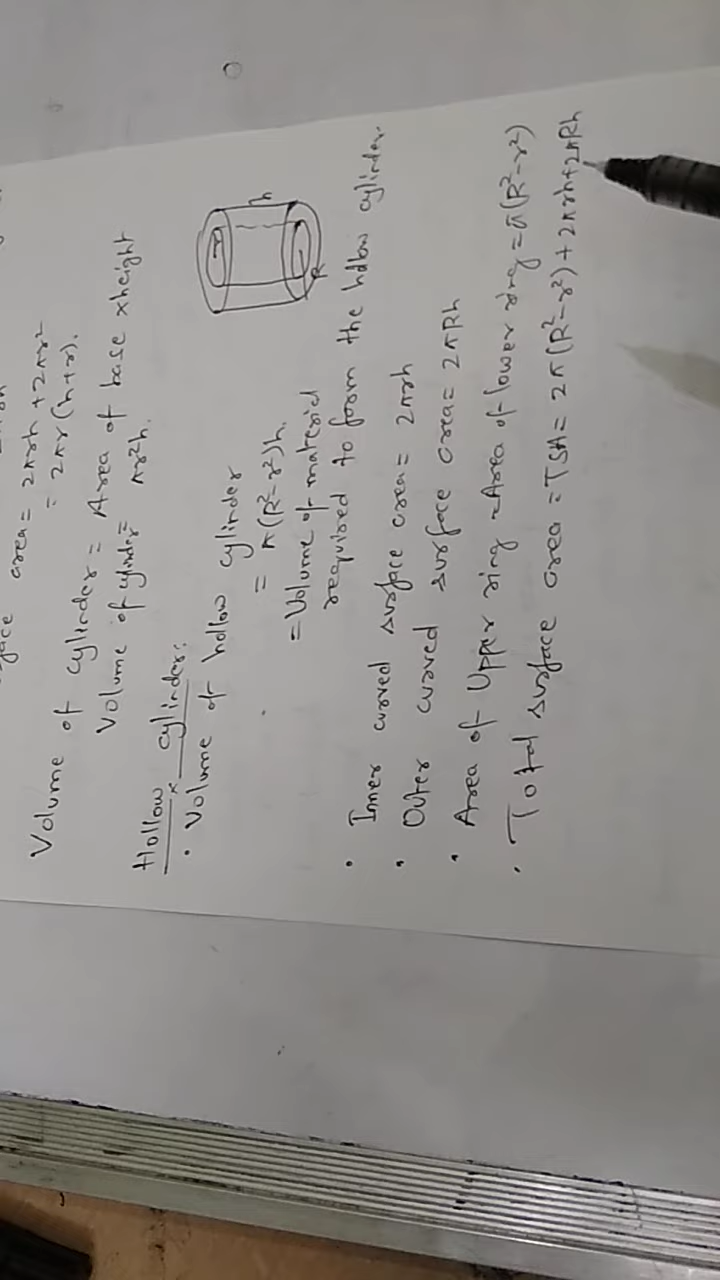 area = 2πrh + 2πr²
= 2πr(h+r).
Volume of cylinder = Area of base × height
Volume of cylinder = πr²h.
Hollow cylinder:
• Volume of hollow cylinder
= π(R²-r²)h.
= Volume of material
required to form the hollow cylinder.
h
r
R
• Inner curved surface area = 2πrh
• Outer curved surface area = 2πRh
• Area of Upper ring = Area of lower ring = π(R²-r²)
• Total surface area = TSA = 2π(R²-r²) + 2πrh + 2πRh